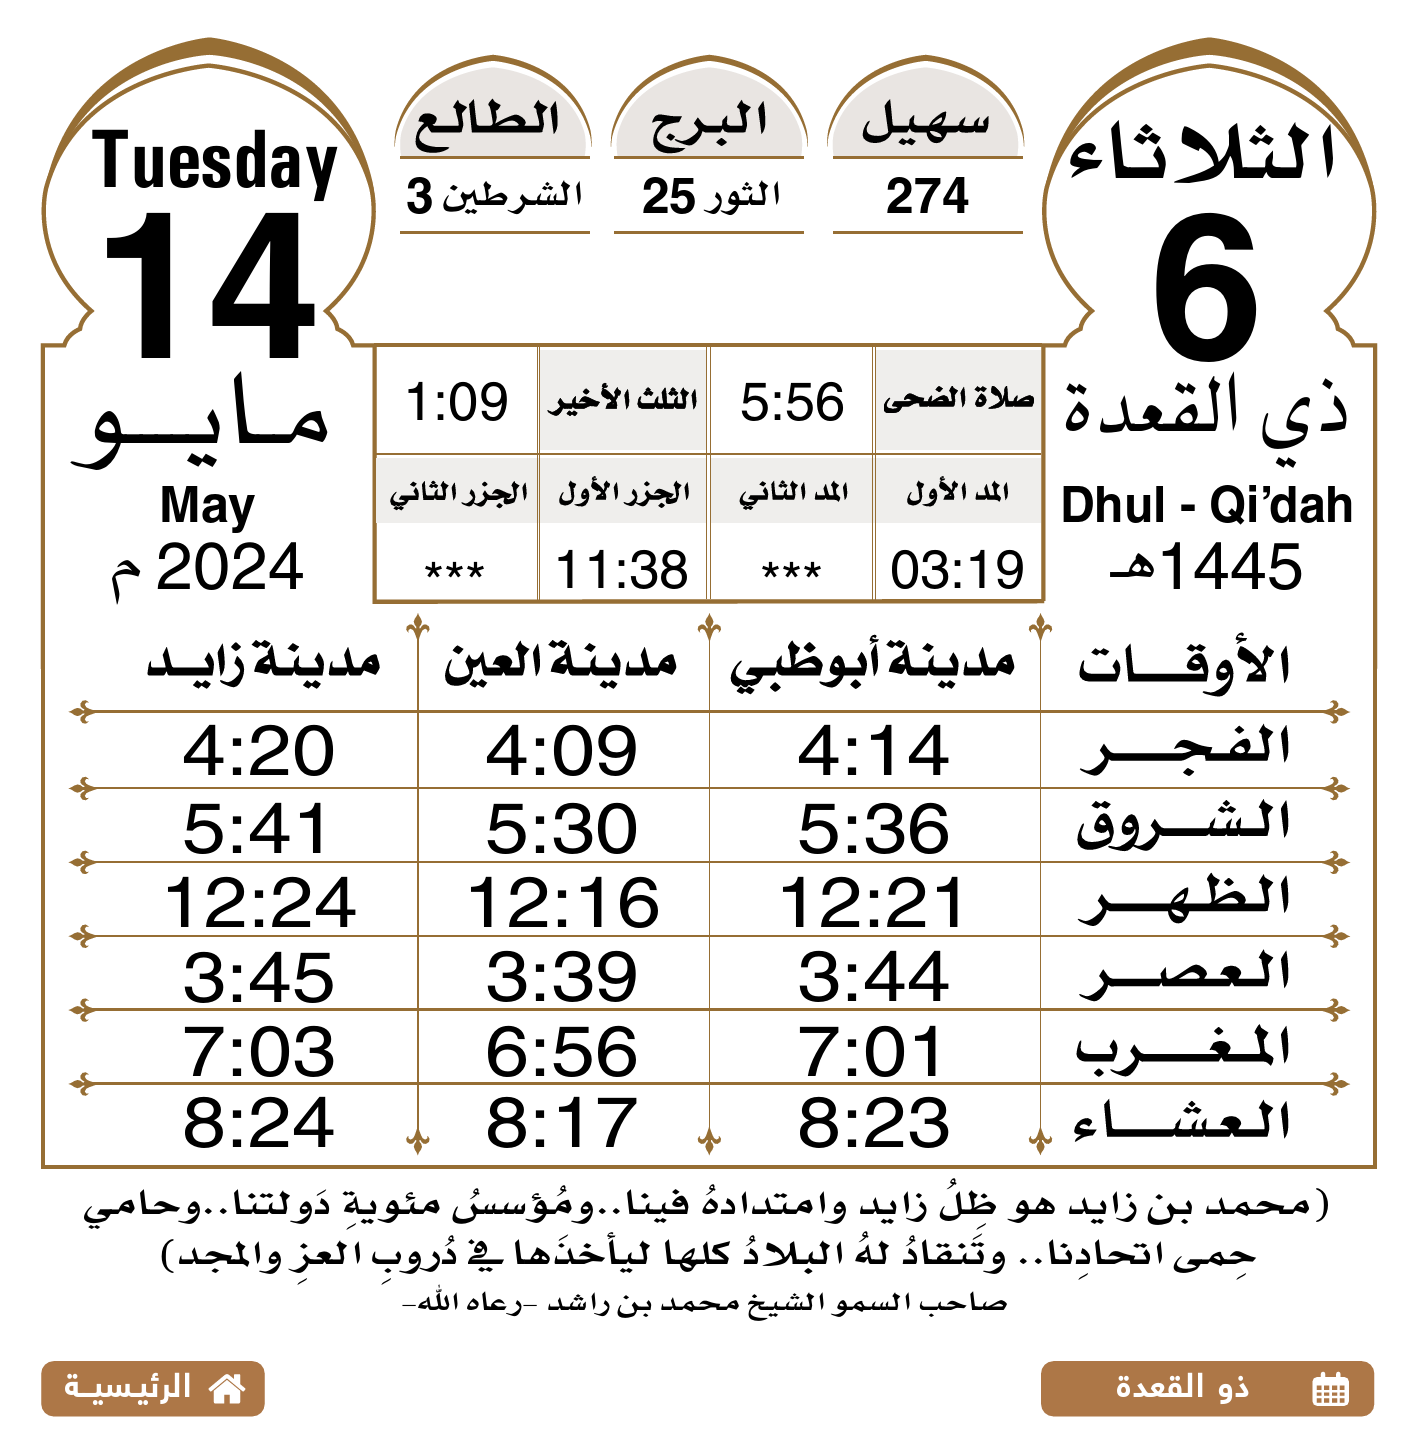 الثلاثاء
6
ذي القعدة
Dhul - Qi’dah
1445هـ
سهيل
274
البرج
الثور 25
الطالع
الشرطين 3
Tuesday
14
مايـــو
May
2024 م
صلاة الضحى 5:56 الثلث الأخير 1:09
المد الأول المد الثاني الجزر الأول الجزر الثاني
03:19 *** 11:38 ***
الأوقـــات مدينة أبوظبي مدينة العين مدينة زايــد
الفجـــر 4:14 4:09 4:20
الشـــروق 5:36 5:30 5:41
الظهـــر 12:21 12:16 12:24
العصـــر 3:44 3:39 3:45
المغـــرب 7:01 6:56 7:03
العشـــاء 8:23 8:17 8:24
(محمد بن زايد هو ظِلُ زايد وامتدادهُ فينا..ومُؤسسُ مئويةِ دَولتنا..وحامي
حِمى اتحادِنا.. وتَنقادُ لهُ البلادُ كلها ليأخذَها في دُروبِ العزِ والمجد)
صاحب السمو الشيخ محمد بن راشد -رعاه الله-
ذو القعدة
الرئيسيــة